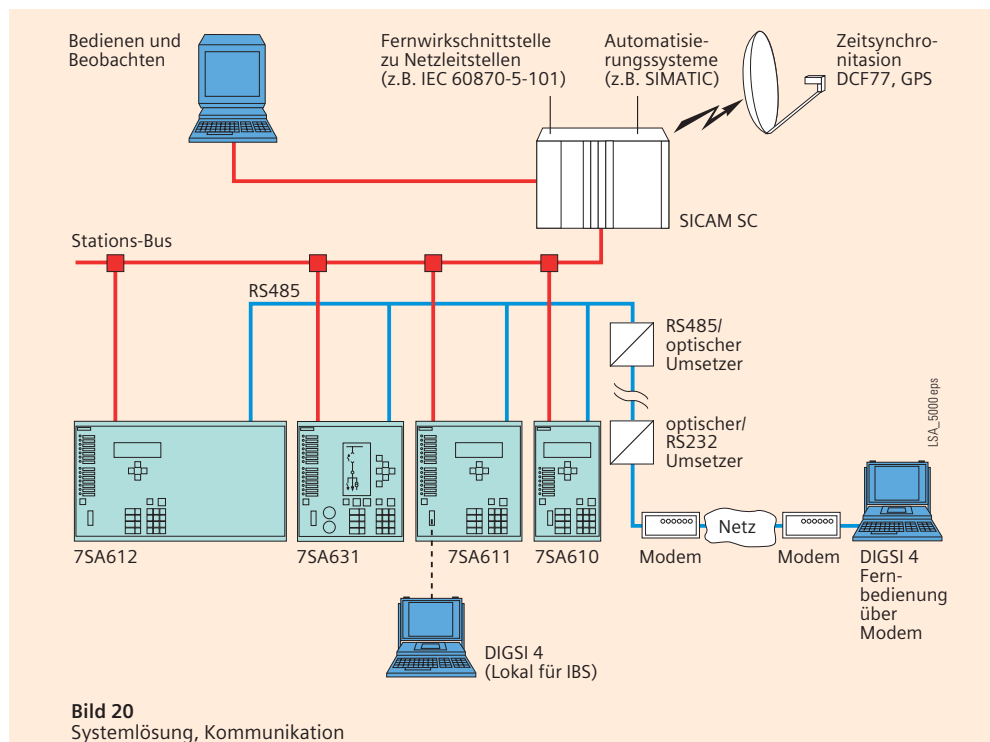 Bedienen und
Beobachten
Fernwirkschnittstelle
zu Netzleitstellen
(z.B. IEC 60870-5-101)
Automatisie-
rungssysteme
(z.B. SIMATIC)
Zeitsynchro-
nitasion
DCF77, GPS
SICAM SC
Stations-Bus
RS485
RS485/
optischer
Umsetzer
optischer/
RS232
Umsetzer
LSA_5000 eps
7SA612
7SA631
7SA611
7SA610
Modem
Netz
Modem
DIGSI 4
Fern-
bedienung
über
Modem
DIGSI 4
(Lokal für IBS)
Bild 20
Systemlösung, Kommunikation